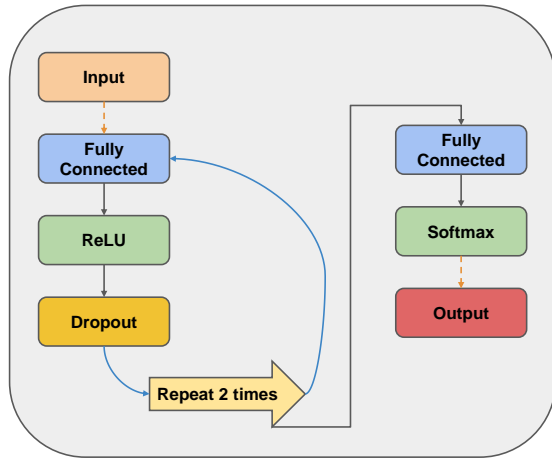 Input
Fully
Connected
ReLU
Dropout
Repeat 2 times
Fully
Connected
Softmax
Output